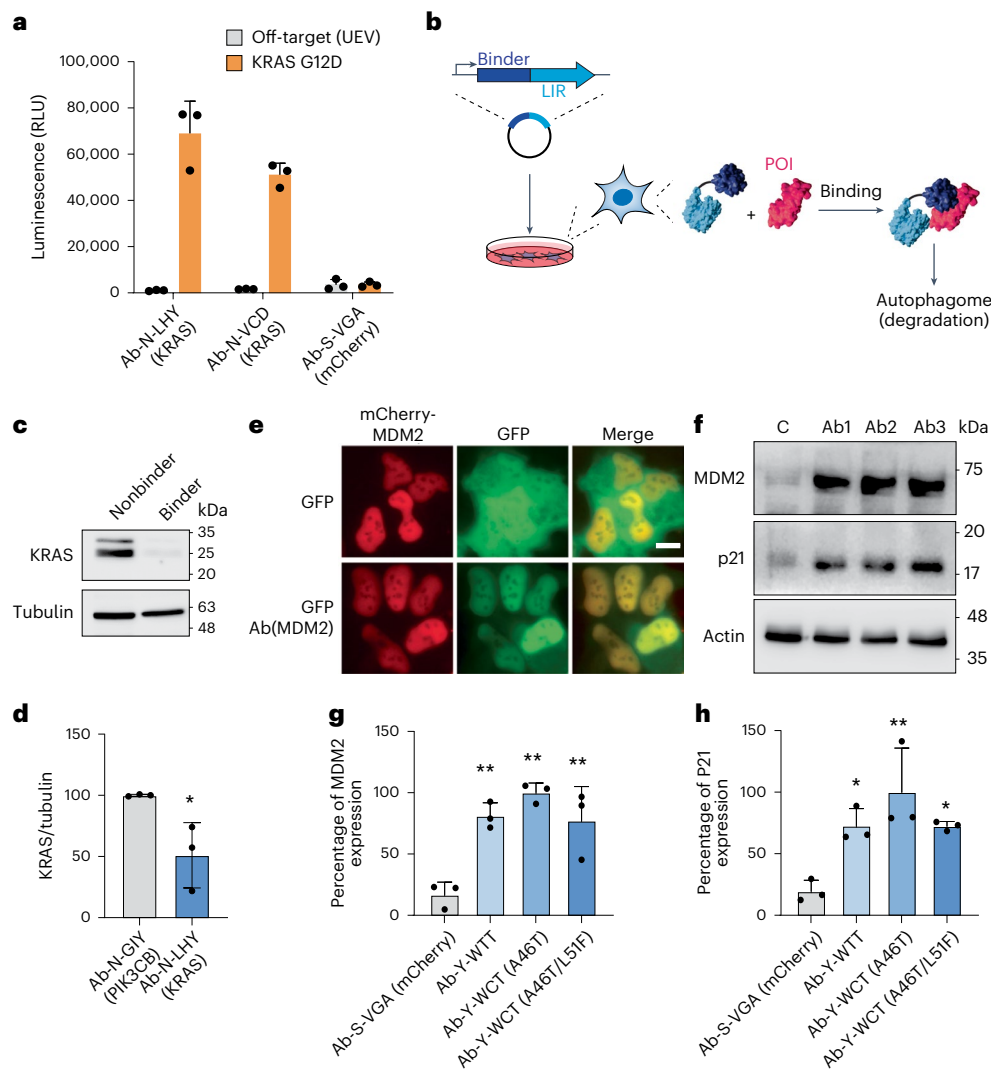 a
Off-target (UEV)
KRAS G12D
Luminescence (RLU)
100,000
80,000
60,000
40,000
20,000
0
Ab-N-LHY
(KRAS)
Ab-N-VCD
(KRAS)
Ab-S-VGA
(mCherry)
b
Binder
LIR
POI
+
Binding
Autophagome
(degradation)
c
Nonbinder
Binder
kDa
KRAS
35
25
20
Tubulin
63
48
d
KRAS/tubulin
150
100
50
0
*
Ab-N-GIY
(PIK3CB)
Ab-N-LHY
(KRAS)
e
mCherry-
MDM2
GFP
Merge
GFP
GFP
Ab(MDM2)
f
C
Ab1
Ab2
Ab3
kDa
MDM2
75
p21
20
17
Actin
48
35
g
Percentage of MDM2
expression
150
100
50
0
**
**
**
Ab-S-VGA (mCherry)
Ab-Y-WTT
Ab-Y-WCT (A46T)
Ab-Y-WCT (A46T/L51F)
h
Percentage of P21
expression
150
100
50
0
*
**
*
Ab-S-VGA (mCherry)
Ab-Y-WTT
Ab-Y-WCT (A46T)
Ab-Y-WCT (A46T/L51F)